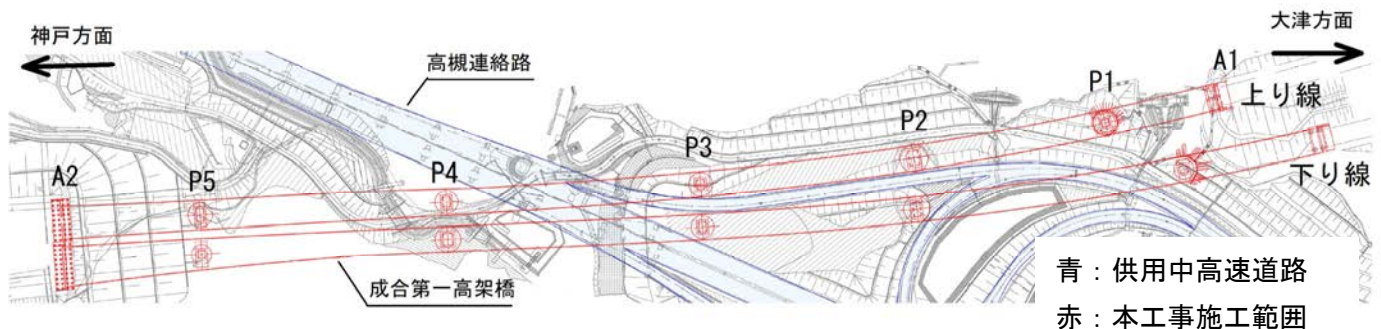 神戸方面
大津方面
高槻連絡路
A1
P1
上り線
P2
P3
下り線
P4
A2
P5
成合第一高架橋
青：供用中高速道路
赤：本工事施工範囲